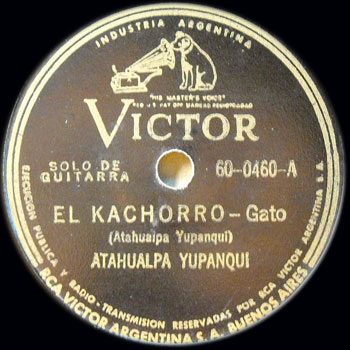 INDUSTRIA ARGENTINA
"HIS MASTER'S VOICE"
VICTOR
SOLO DE
GUITARRA
60-0460-A
EL KACHORRO - Gato
(Atahualpa Yupanqui)
ATAHUALPA YUPANQUI
EJECUCION PUBLICA Y RADIO-TRANSMISION RESERVADAS POR RCA VICTOR ARGENTINA S.A.
RCA VICTOR ARGENTINA S. A. BUENOS AIRES